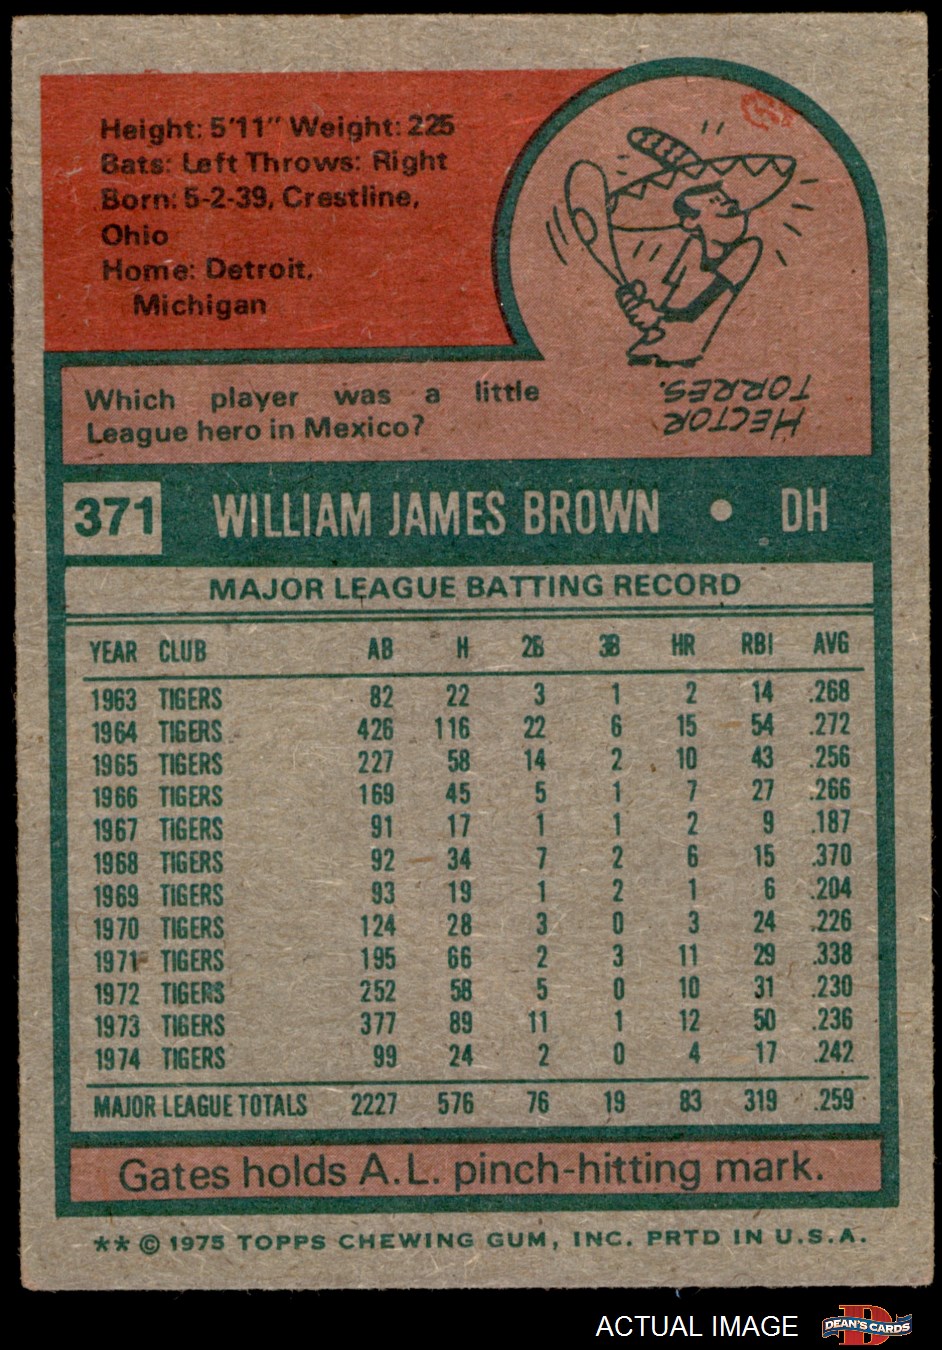 Height: 5'11" Weight: 225
Bats: Left Throws: Right
Born: 5-2-39, Crestline,
Ohio
Home: Detroit,
Michigan
Which player was a little
League hero in Mexico?
HECTOR
TORRES.
371 WILLIAM JAMES BROWN • DH
MAJOR LEAGUE BATTING RECORD
YEAR CLUB AB H 2B 3B HR RBI AVG
1963 TIGERS 82 22 3 1 2 14 .268
1964 TIGERS 426 116 22 6 15 54 .272
1965 TIGERS 227 58 14 2 10 43 .256
1966 TIGERS 169 45 5 1 7 27 .266
1967 TIGERS 91 17 1 1 2 9 .187
1968 TIGERS 92 34 7 2 6 15 .370
1969 TIGERS 93 19 1 2 1 6 .204
1970 TIGERS 124 28 3 0 3 24 .226
1971 TIGERS 195 66 2 3 11 29 .338
1972 TIGERS 252 58 5 0 10 31 .230
1973 TIGERS 377 89 11 1 12 50 .236
1974 TIGERS 99 24 2 0 4 17 .242
MAJOR LEAGUE TOTALS 2227 576 76 19 83 319 .259
Gates holds A.L. pinch-hitting mark.
** © 1975 TOPPS CHEWING GUM, INC. PRTD IN U.S.A.
ACTUAL IMAGE
D
DEAN'S CARDS